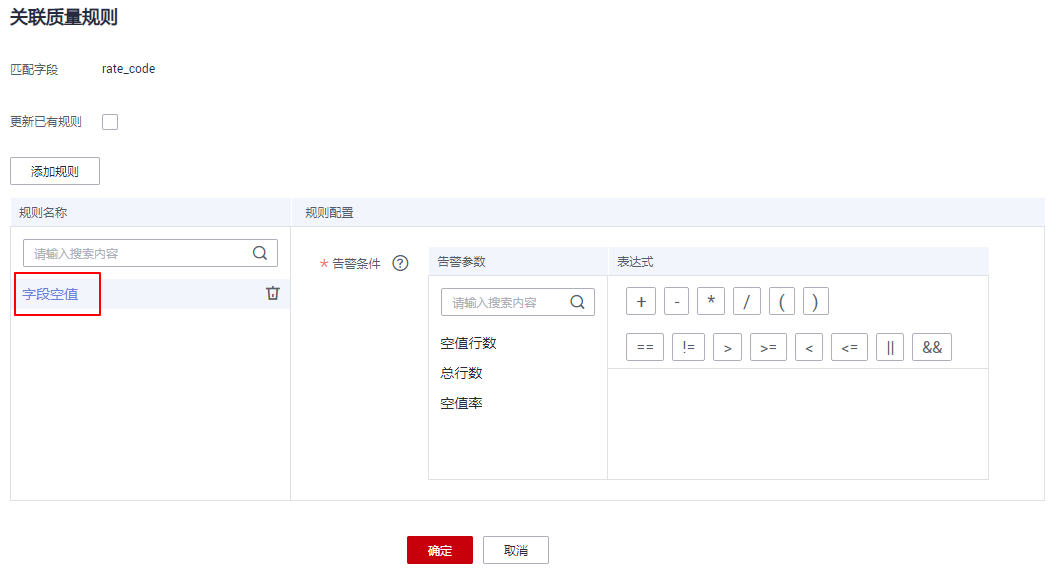 关联质量规则
匹配字段 rate_code
更新已有规则
添加规则
规则名称 规则配置
请输入搜索内容
字段空值
* 告警条件 ?
告警参数 表达式
请输入搜索内容
+ - * / ( )
空值行数
== != > >= < <= || &&
总行数
空值率
确定 取消